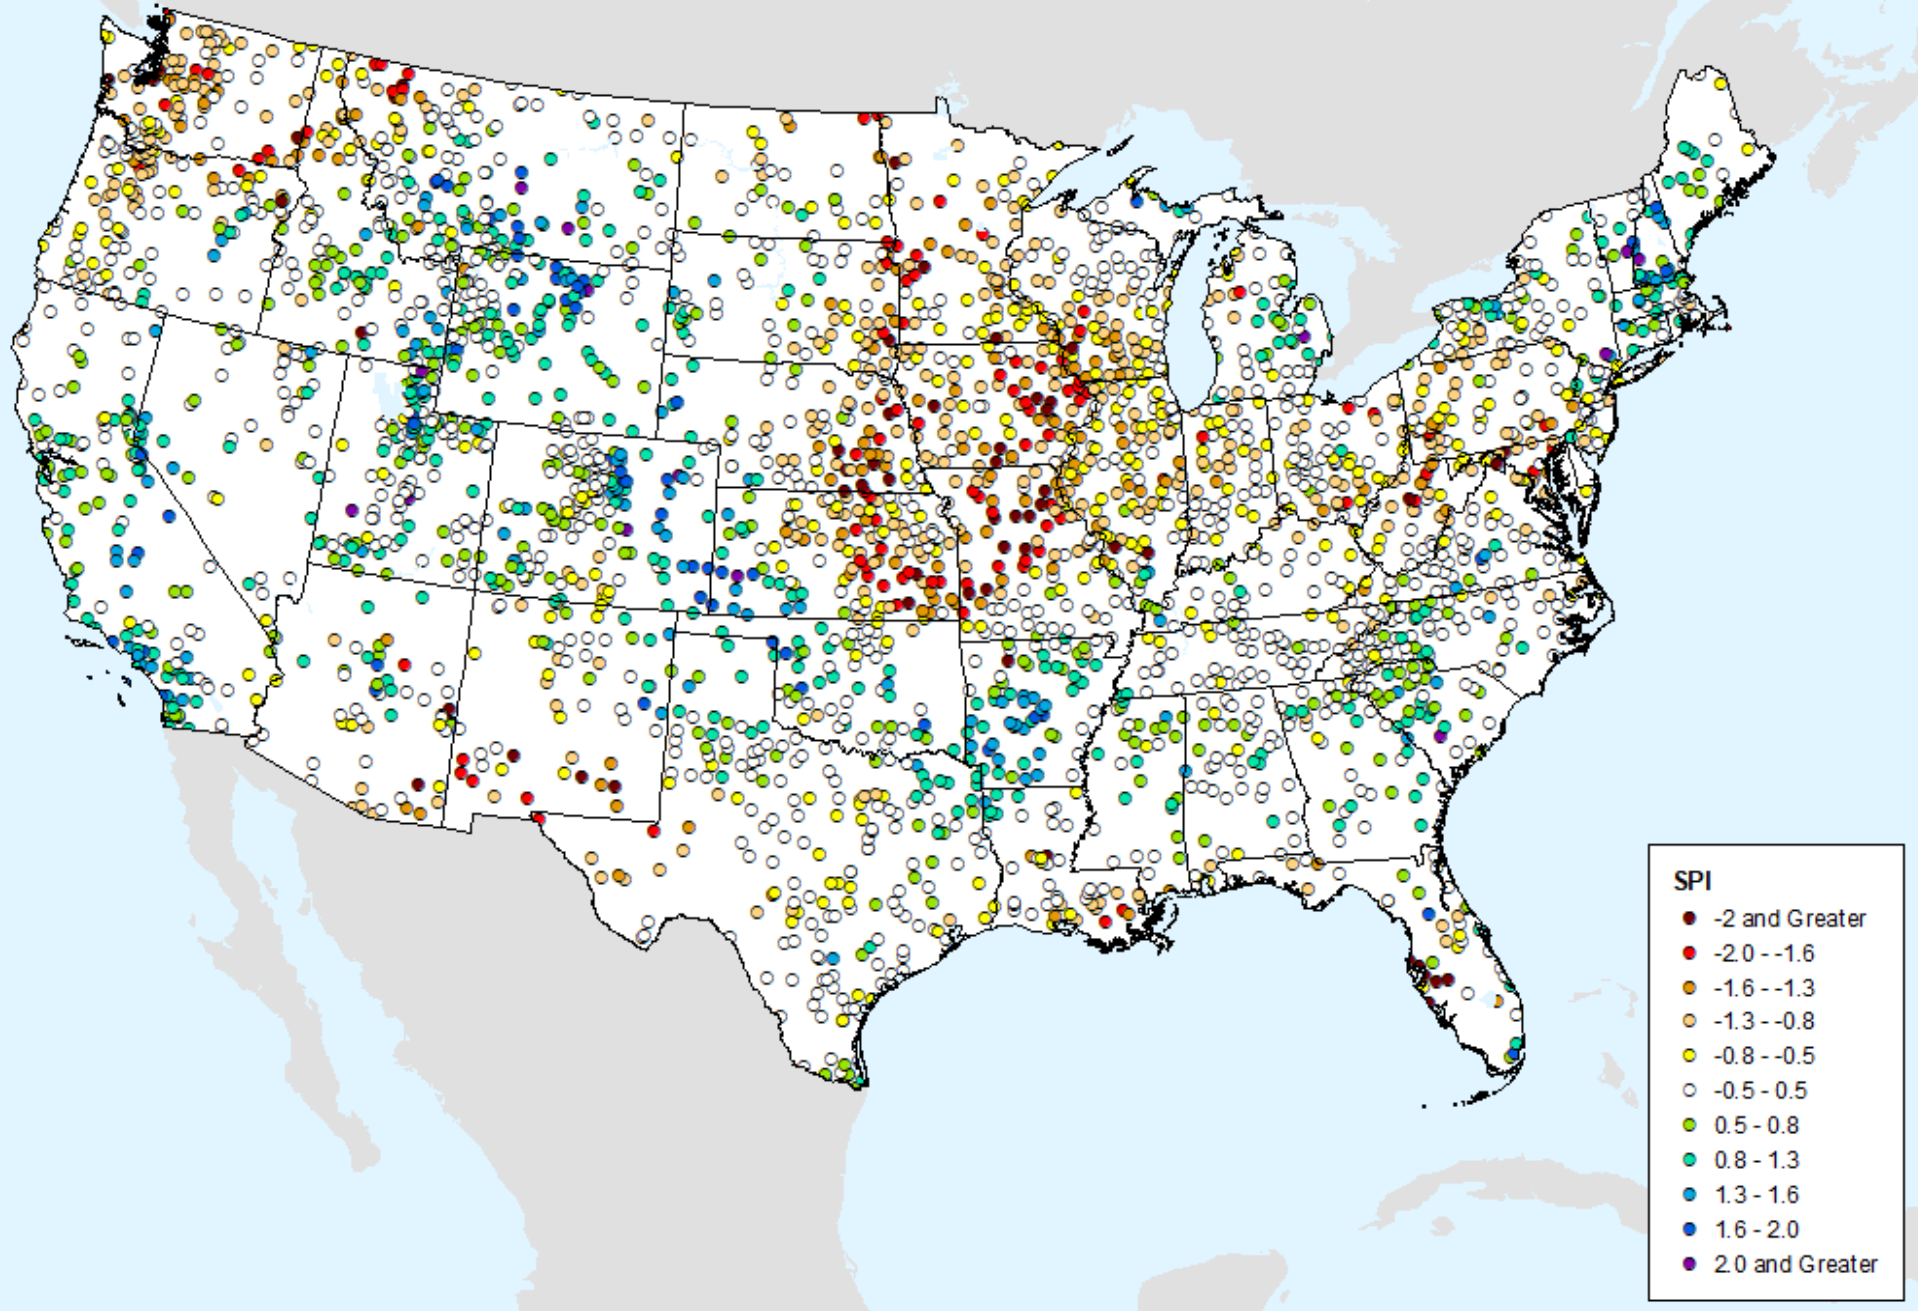 SPI
-2 and Greater
-2.0 - -1.6
-1.6 - -1.3
-1.3 - -0.8
-0.8 - -0.5
-0.5 - 0.5
0.5 - 0.8
0.8 - 1.3
1.3 - 1.6
1.6 - 2.0
2.0 and Greater